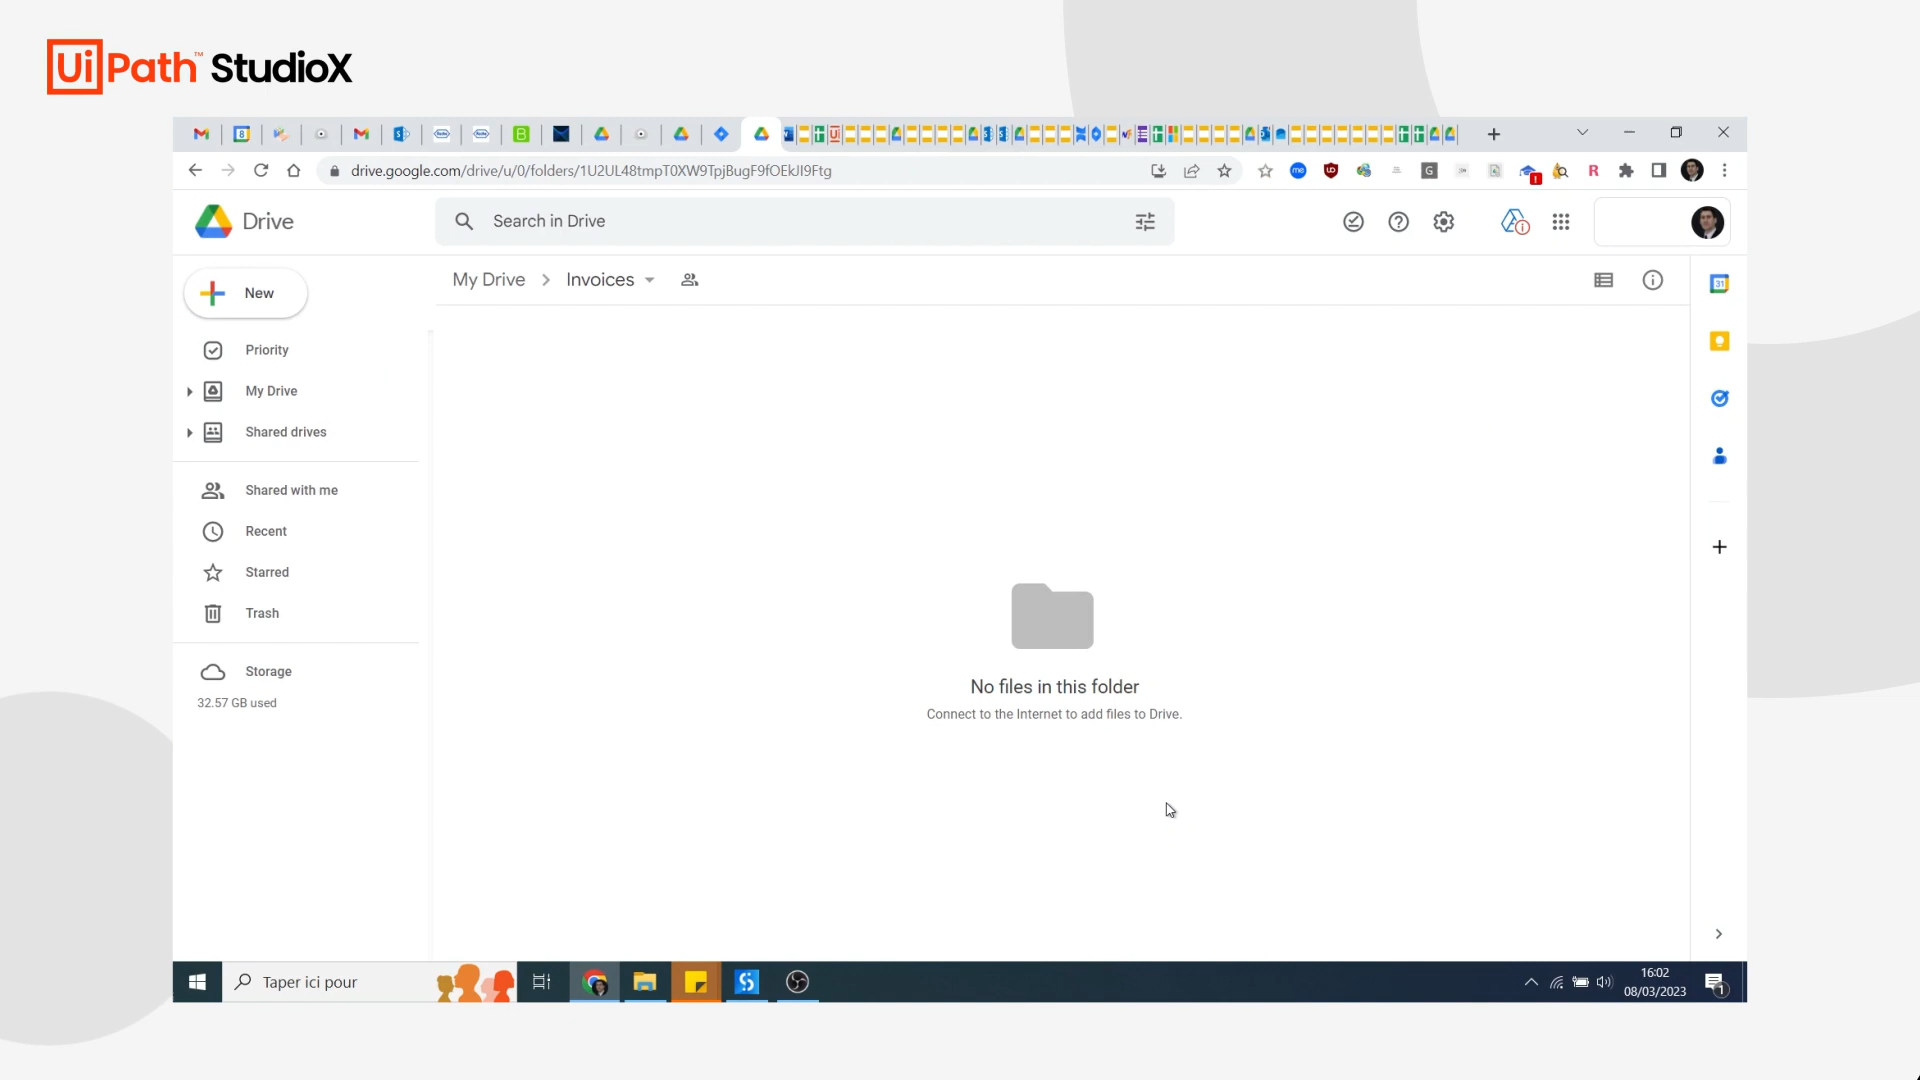 UiPath™ StudioX
drive.google.com/drive/u/0/folders/1U2UL48tmpT0XW9TpjBugF9fOEkJI9Ftg
Drive
Search in Drive
New
My Drive > Invoices
Priority
My Drive
Shared drives
Shared with me
Recent
Starred
Trash
Storage
32.57 GB used
No files in this folder
Connect to the Internet to add files to Drive.
Taper ici pour
16:02
08/03/2023
1